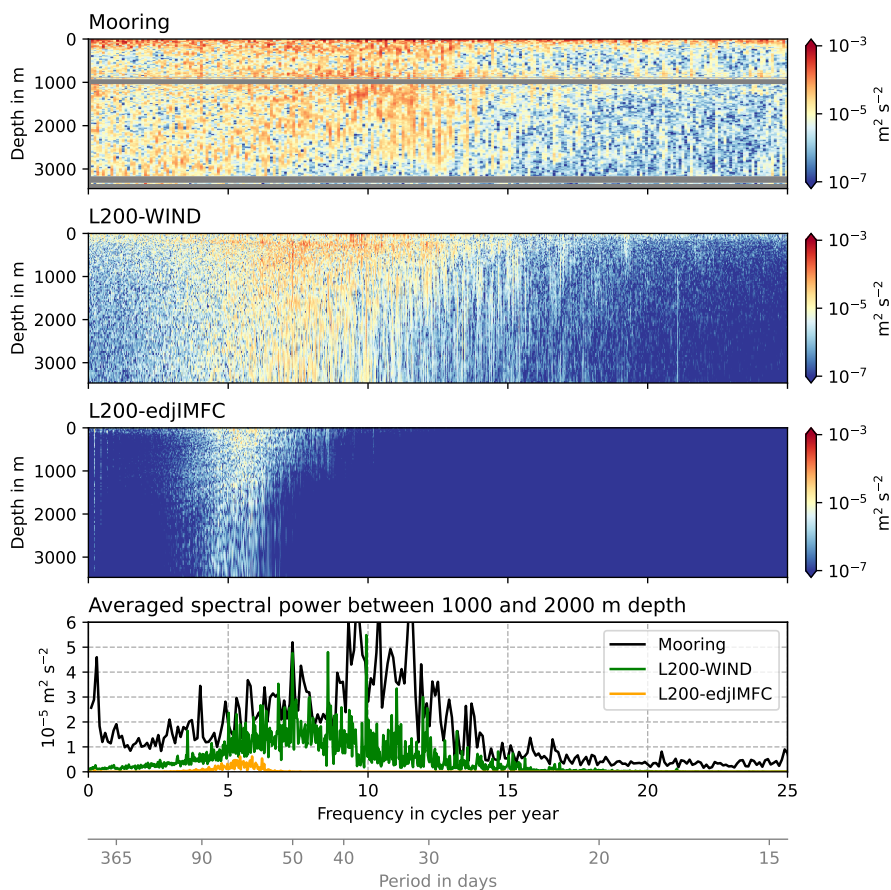 Mooring
0
1000
2000
3000
Depth in m
10⁻³
10⁻⁵
10⁻⁷
m² s⁻²
L200-WIND
0
1000
2000
3000
Depth in m
10⁻³
10⁻⁵
10⁻⁷
m² s⁻²
L200-edjIMFC
0
1000
2000
3000
Depth in m
10⁻³
10⁻⁵
10⁻⁷
m² s⁻²
Averaged spectral power between 1000 and 2000 m depth
6
5
4
3
2
1
0
10⁻⁵ m² s⁻²
Mooring
L200-WIND
L200-edjIMFC
0 5 10 15 20 25
Frequency in cycles per year
365 90 50 40 30 20 15
Period in days